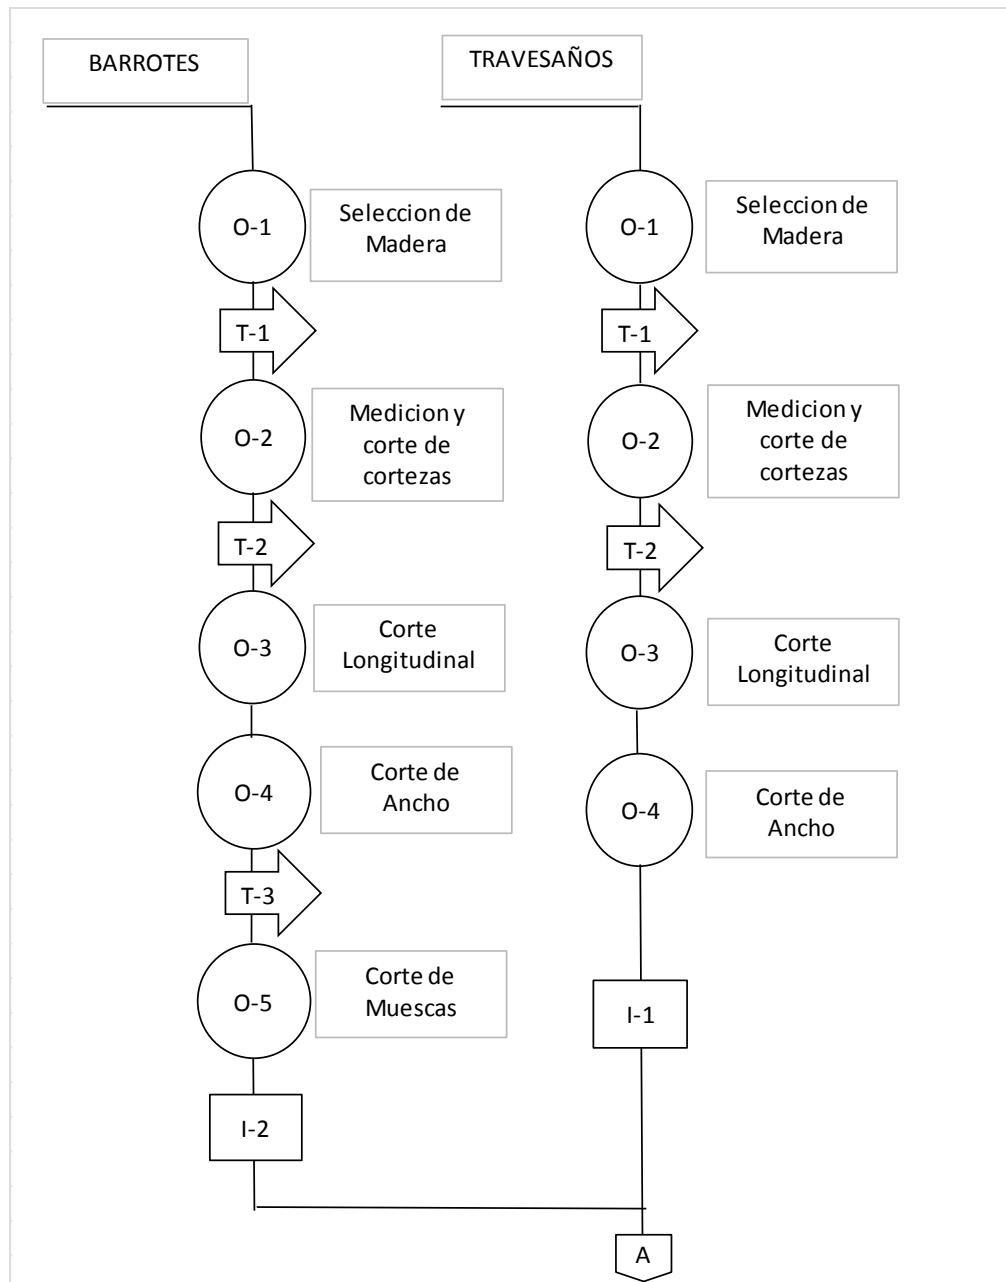 BARROTES
O-1
Seleccion de
Madera
T-1
O-2
Medicion y
corte de
cortezas
T-2
O-3
Corte
Longitudinal
O-4
Corte de
Ancho
T-3
O-5
Corte de
Muescas
I-2
TRAVESAÑOS
O-1
Seleccion de
Madera
T-1
O-2
Medicion y
corte de
cortezas
T-2
O-3
Corte
Longitudinal
O-4
Corte de
Ancho
I-1
A